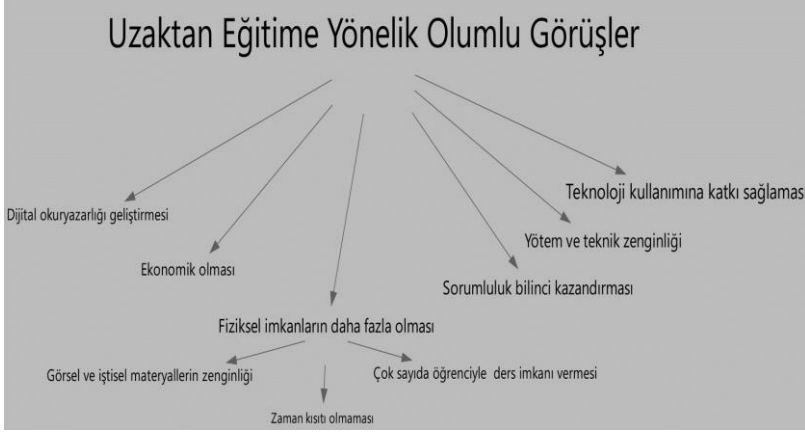 Uzaktan Eğitime Yönelik Olumlu Görüşler
Teknoloji kullanımına katkı sağlamas
Dijital okuryazarlığı geliştirmesi
Yötem ve teknik zenginliği
Ekonomik olması
Sorumluluk bilinci kazandırması
Fiziksel imkanların daha fazla olması
Görsel ve iştisel materyallerin zenginliği
Çok sayıda öğrenciyle ders imkanı vermesi
Zaman kısıtı olmaması